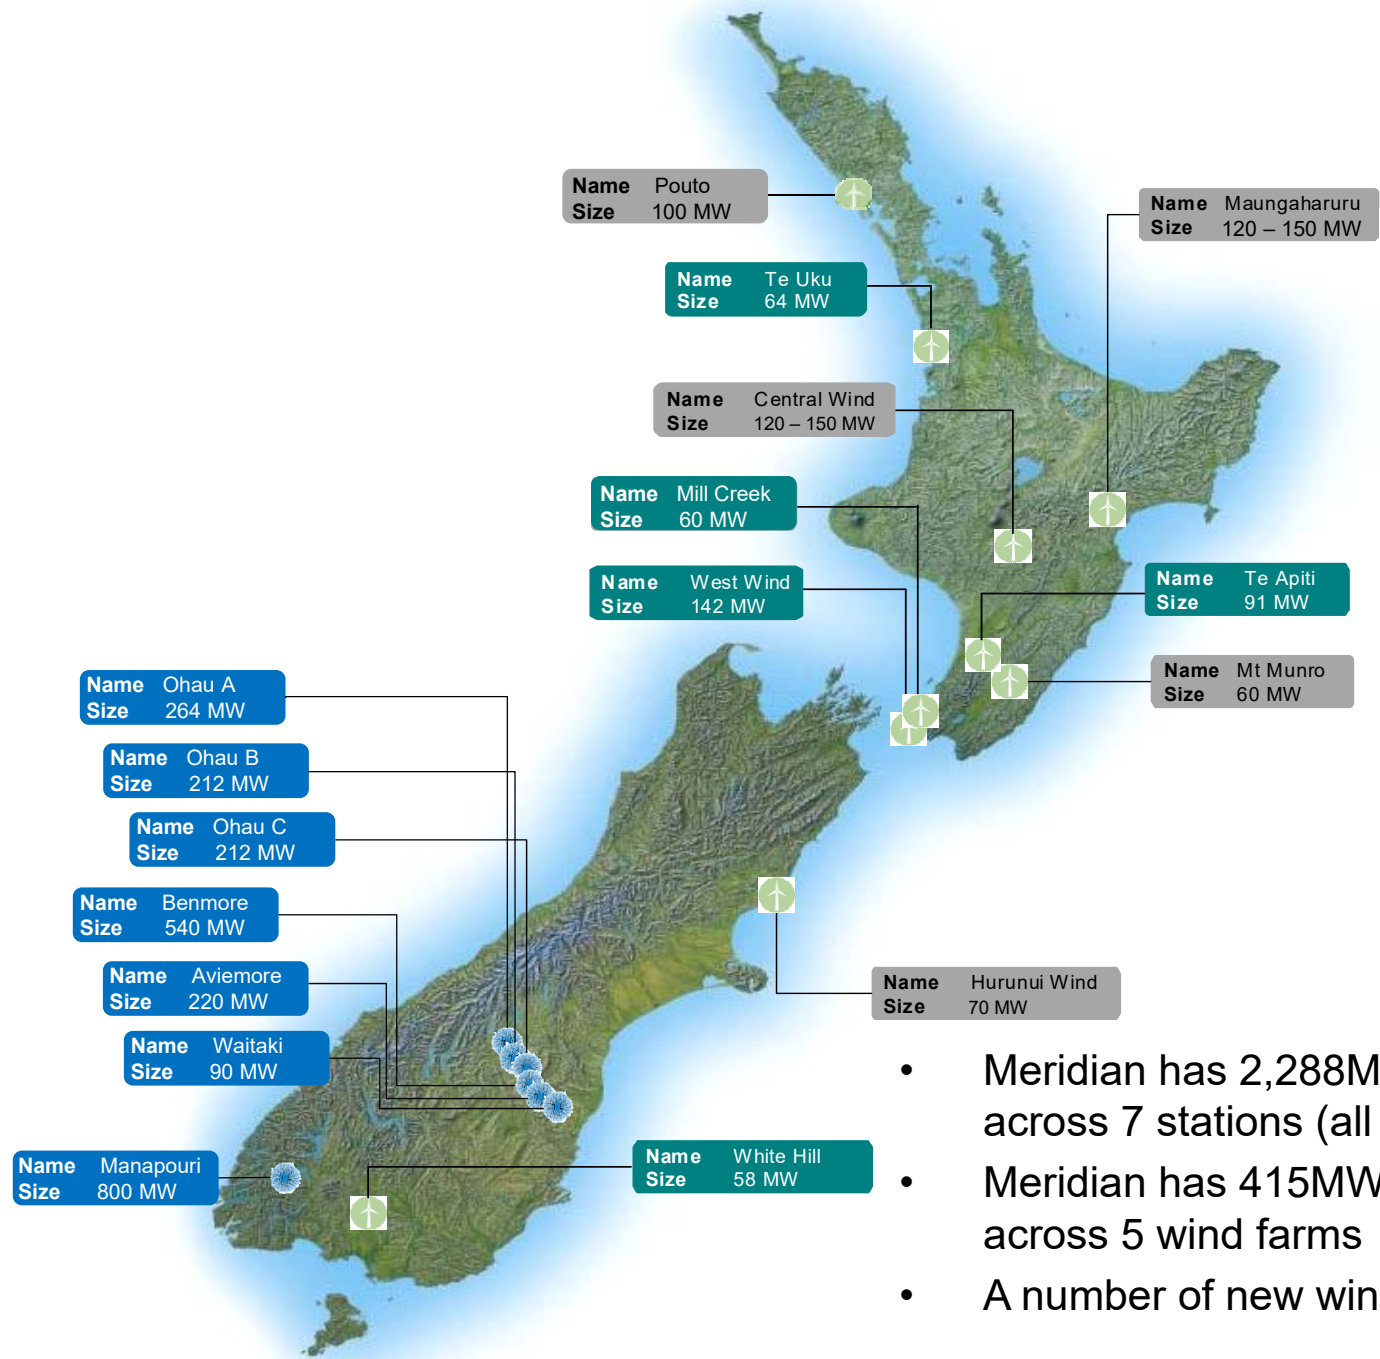 Name Pouto
Size 100 MW
Name Maungaharuru
Size 120 – 150 MW
Name Te Uku
Size 64 MW
Name Central Wind
Size 120 – 150 MW
Name Mill Creek
Size 60 MW
Name West Wind
Size 142 MW
Name Te Apiti
Size 91 MW
Name Mt Munro
Size 60 MW
Name Ohau A
Size 264 MW
Name Ohau B
Size 212 MW
Name Ohau C
Size 212 MW
Name Benmore
Size 540 MW
Name Aviemore
Size 220 MW
Name Waitaki
Size 90 MW
Name Manapouri
Size 800 MW
Name Hurunui Wind
Size 70 MW
Name White Hill
Size 58 MW
• Meridian has 2,288M
across 7 stations (all
• Meridian has 415MW
across 5 wind farms
• A number of new win